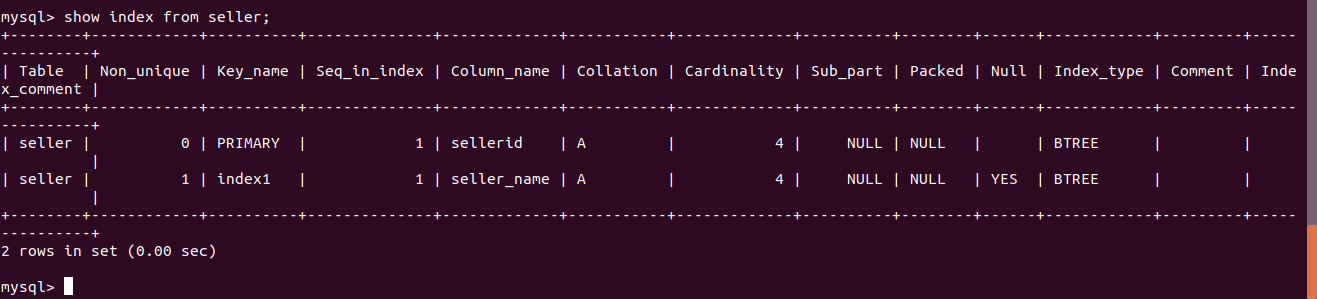 mysql> show index from seller;
+--------+------------+----------+--------------+-------------+-----------+-------------+----------+--------+------+------------+---------+-----
----------+
| Table  | Non_unique | Key_name | Seq_in_index | Column_name | Collation | Cardinality | Sub_part | Packed | Null | Index_type | Comment | Inde
x_comment |
+--------+------------+----------+--------------+-------------+-----------+-------------+----------+--------+------+------------+---------+-----
----------+
| seller |          0 | PRIMARY  |            1 | sellerid    | A         |           4 |     NULL | NULL   |      | BTREE      |         |
          |
| seller |          1 | index1   |            1 | seller_name | A         |           4 |     NULL | NULL   | YES  | BTREE      |         |
          |
+--------+------------+----------+--------------+-------------+-----------+-------------+----------+--------+------+------------+---------+-----
----------+
2 rows in set (0.00 sec)

mysql>